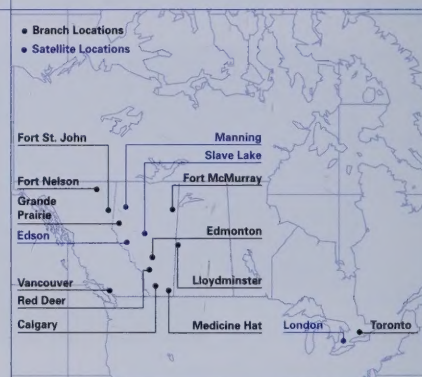 Branch Locations
Satellite Locations
Fort St. John
Manning
Slave Lake
Fort Nelson
Fort McMurray
Grande
Prairie
Edson
Edmonton
Vancouver
Lloydminster
Red Deer
Calgary
Medicine Hat
London
Toronto